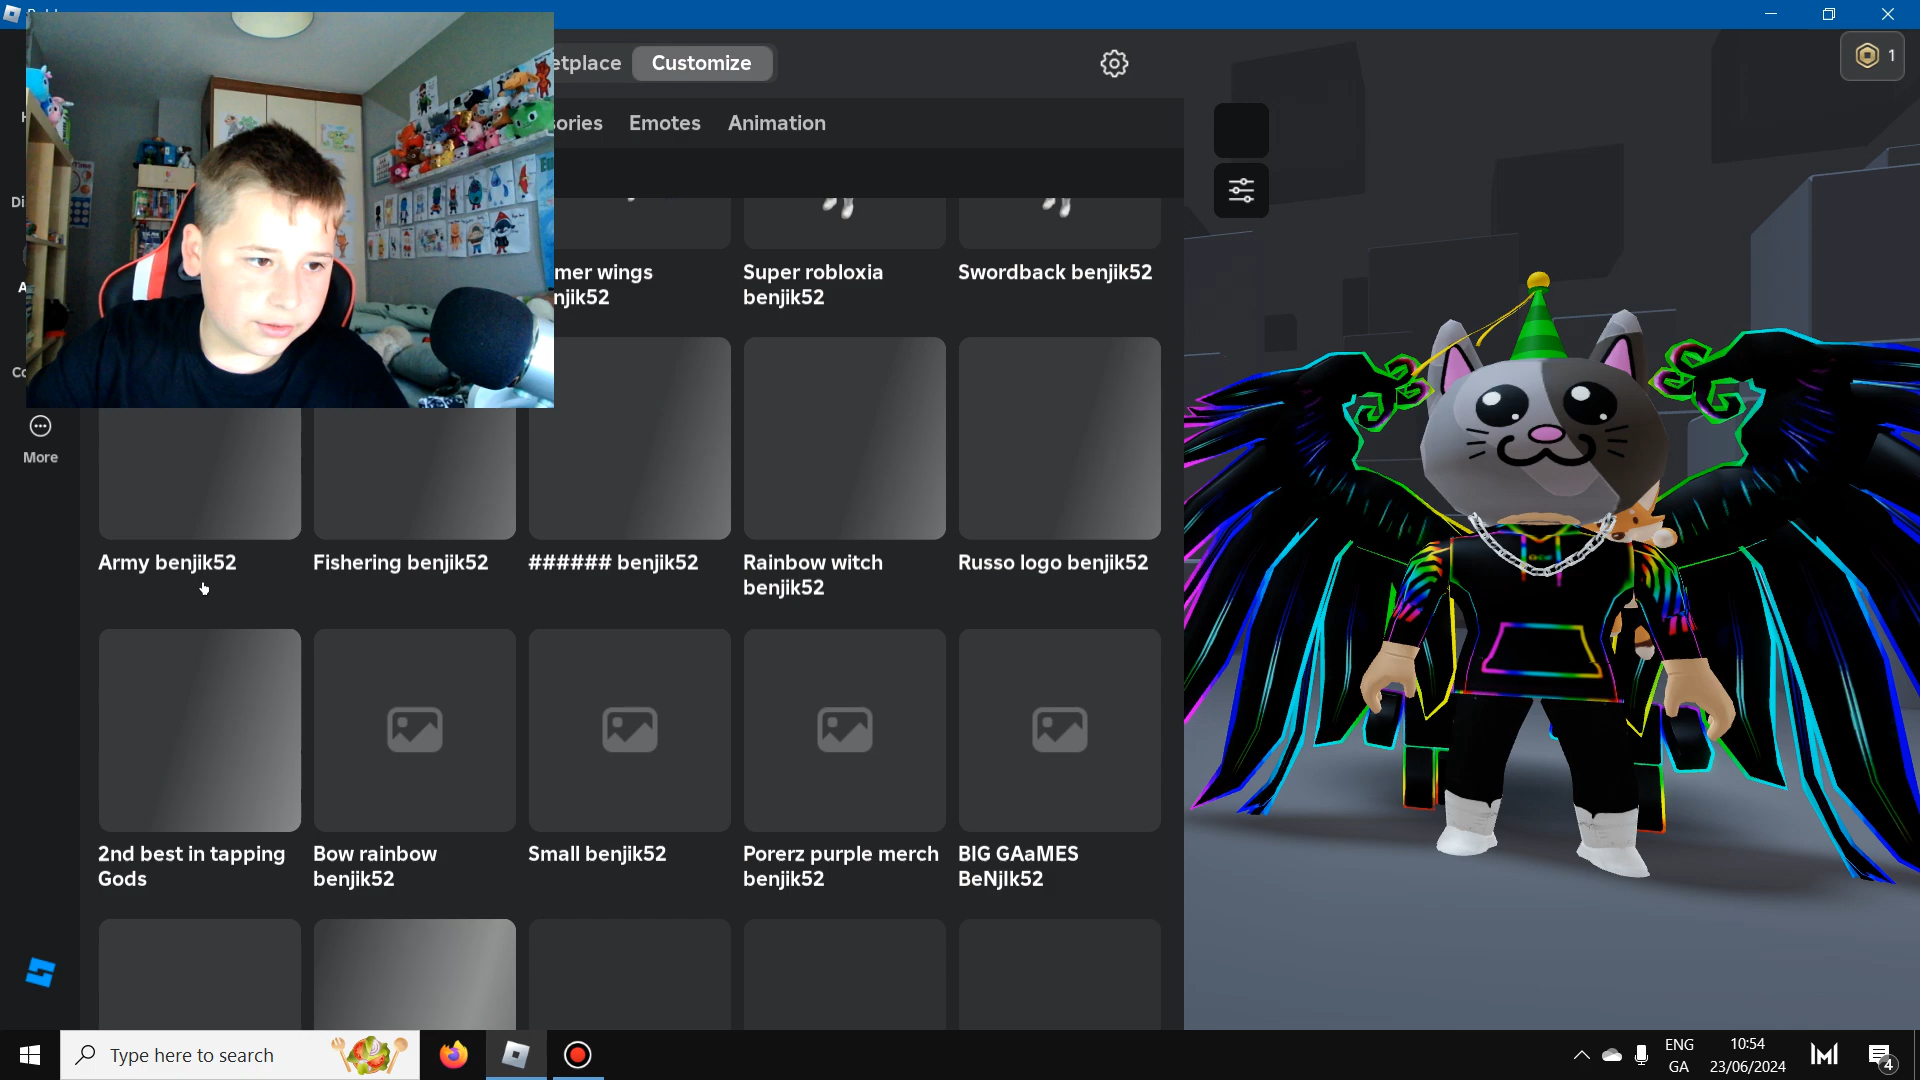 etplace
Customize
1
ories
Emotes
Animation
Di
A
Co
More
mer wings
njik52
Super robloxia
benjik52
Swordback benjik52
Army benjik52
Fishering benjik52
###### benjik52
Rainbow witch
benjik52
Russo logo benjik52
2nd best in tapping
Gods
Bow rainbow
benjik52
Small benjik52
Porerz purple merch
benjik52
BIG GAaMES
BeNjIk52
Type here to search
ENG
GA
10:54
23/06/2024
4